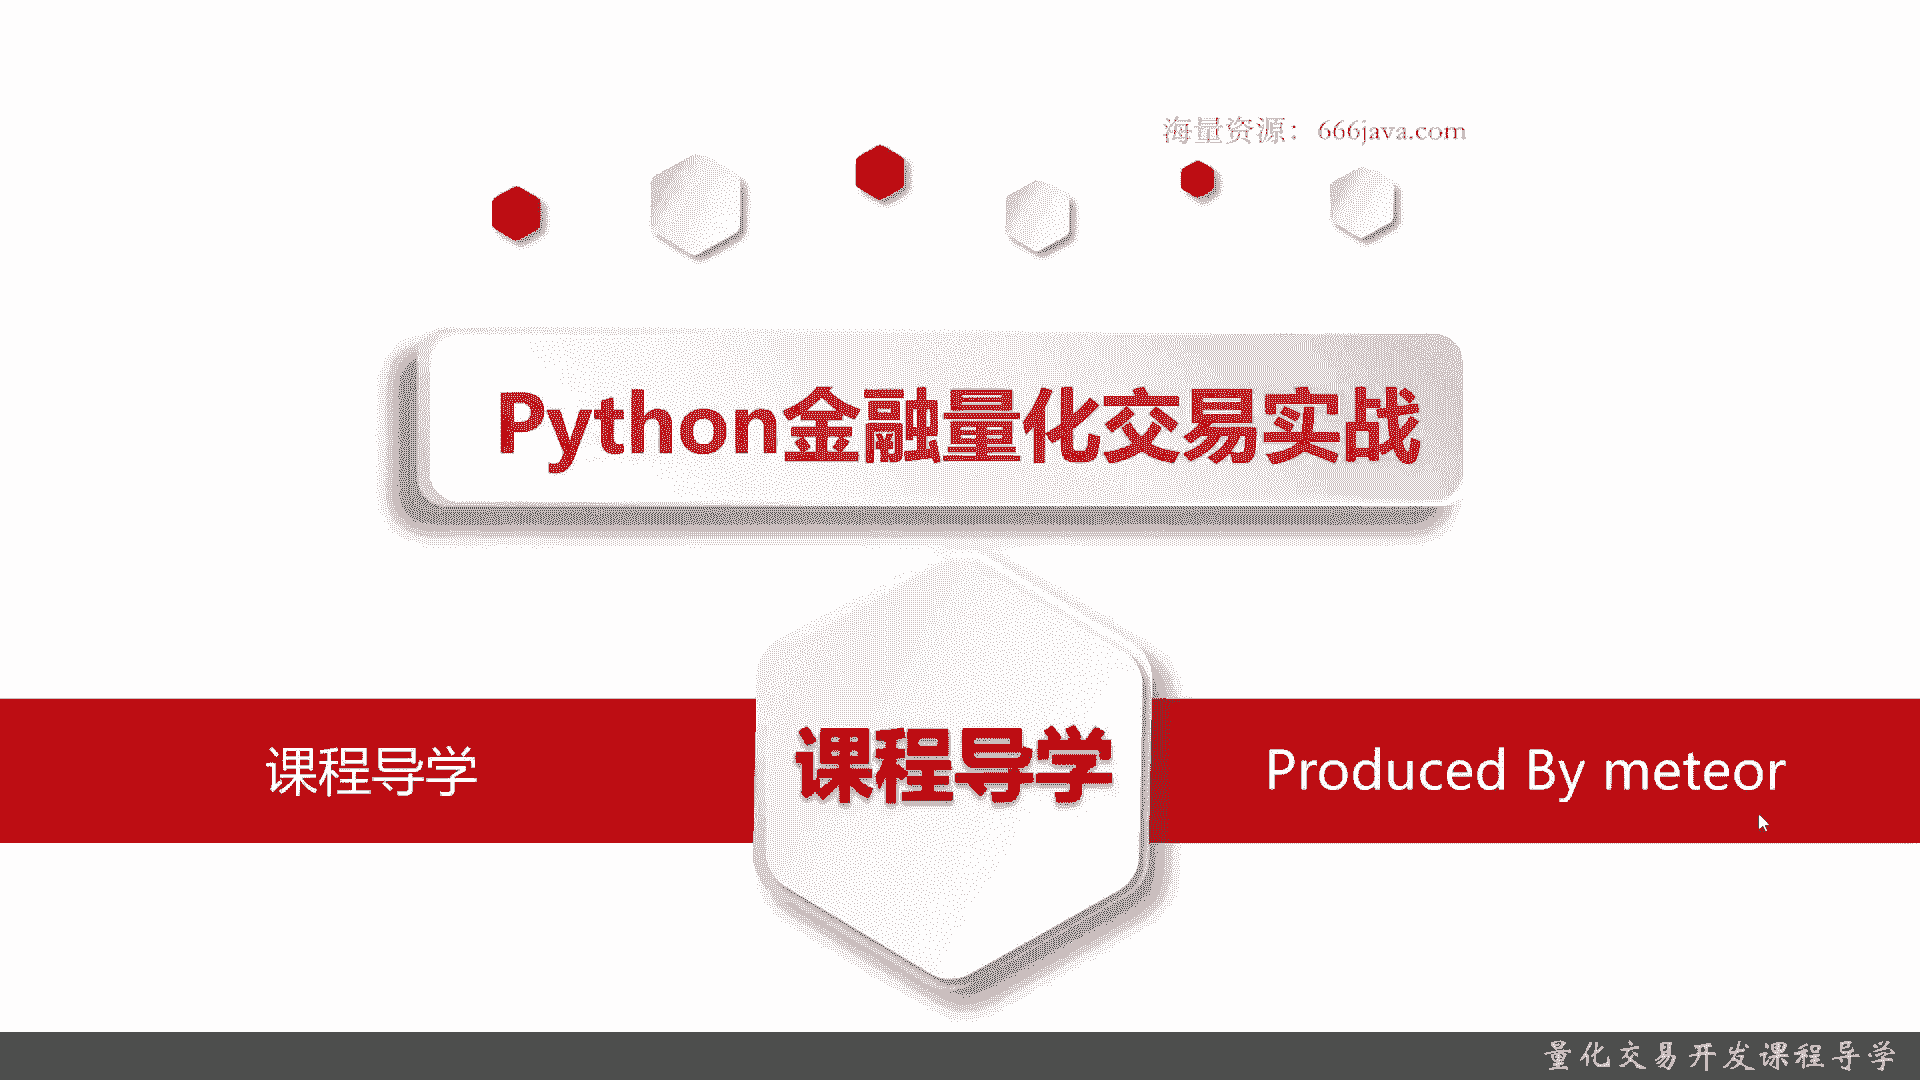 海量资源：666java.com
Python金融量化交易实战
课程导学
课程导学
Produced By meteor
量化交易开发课程导学